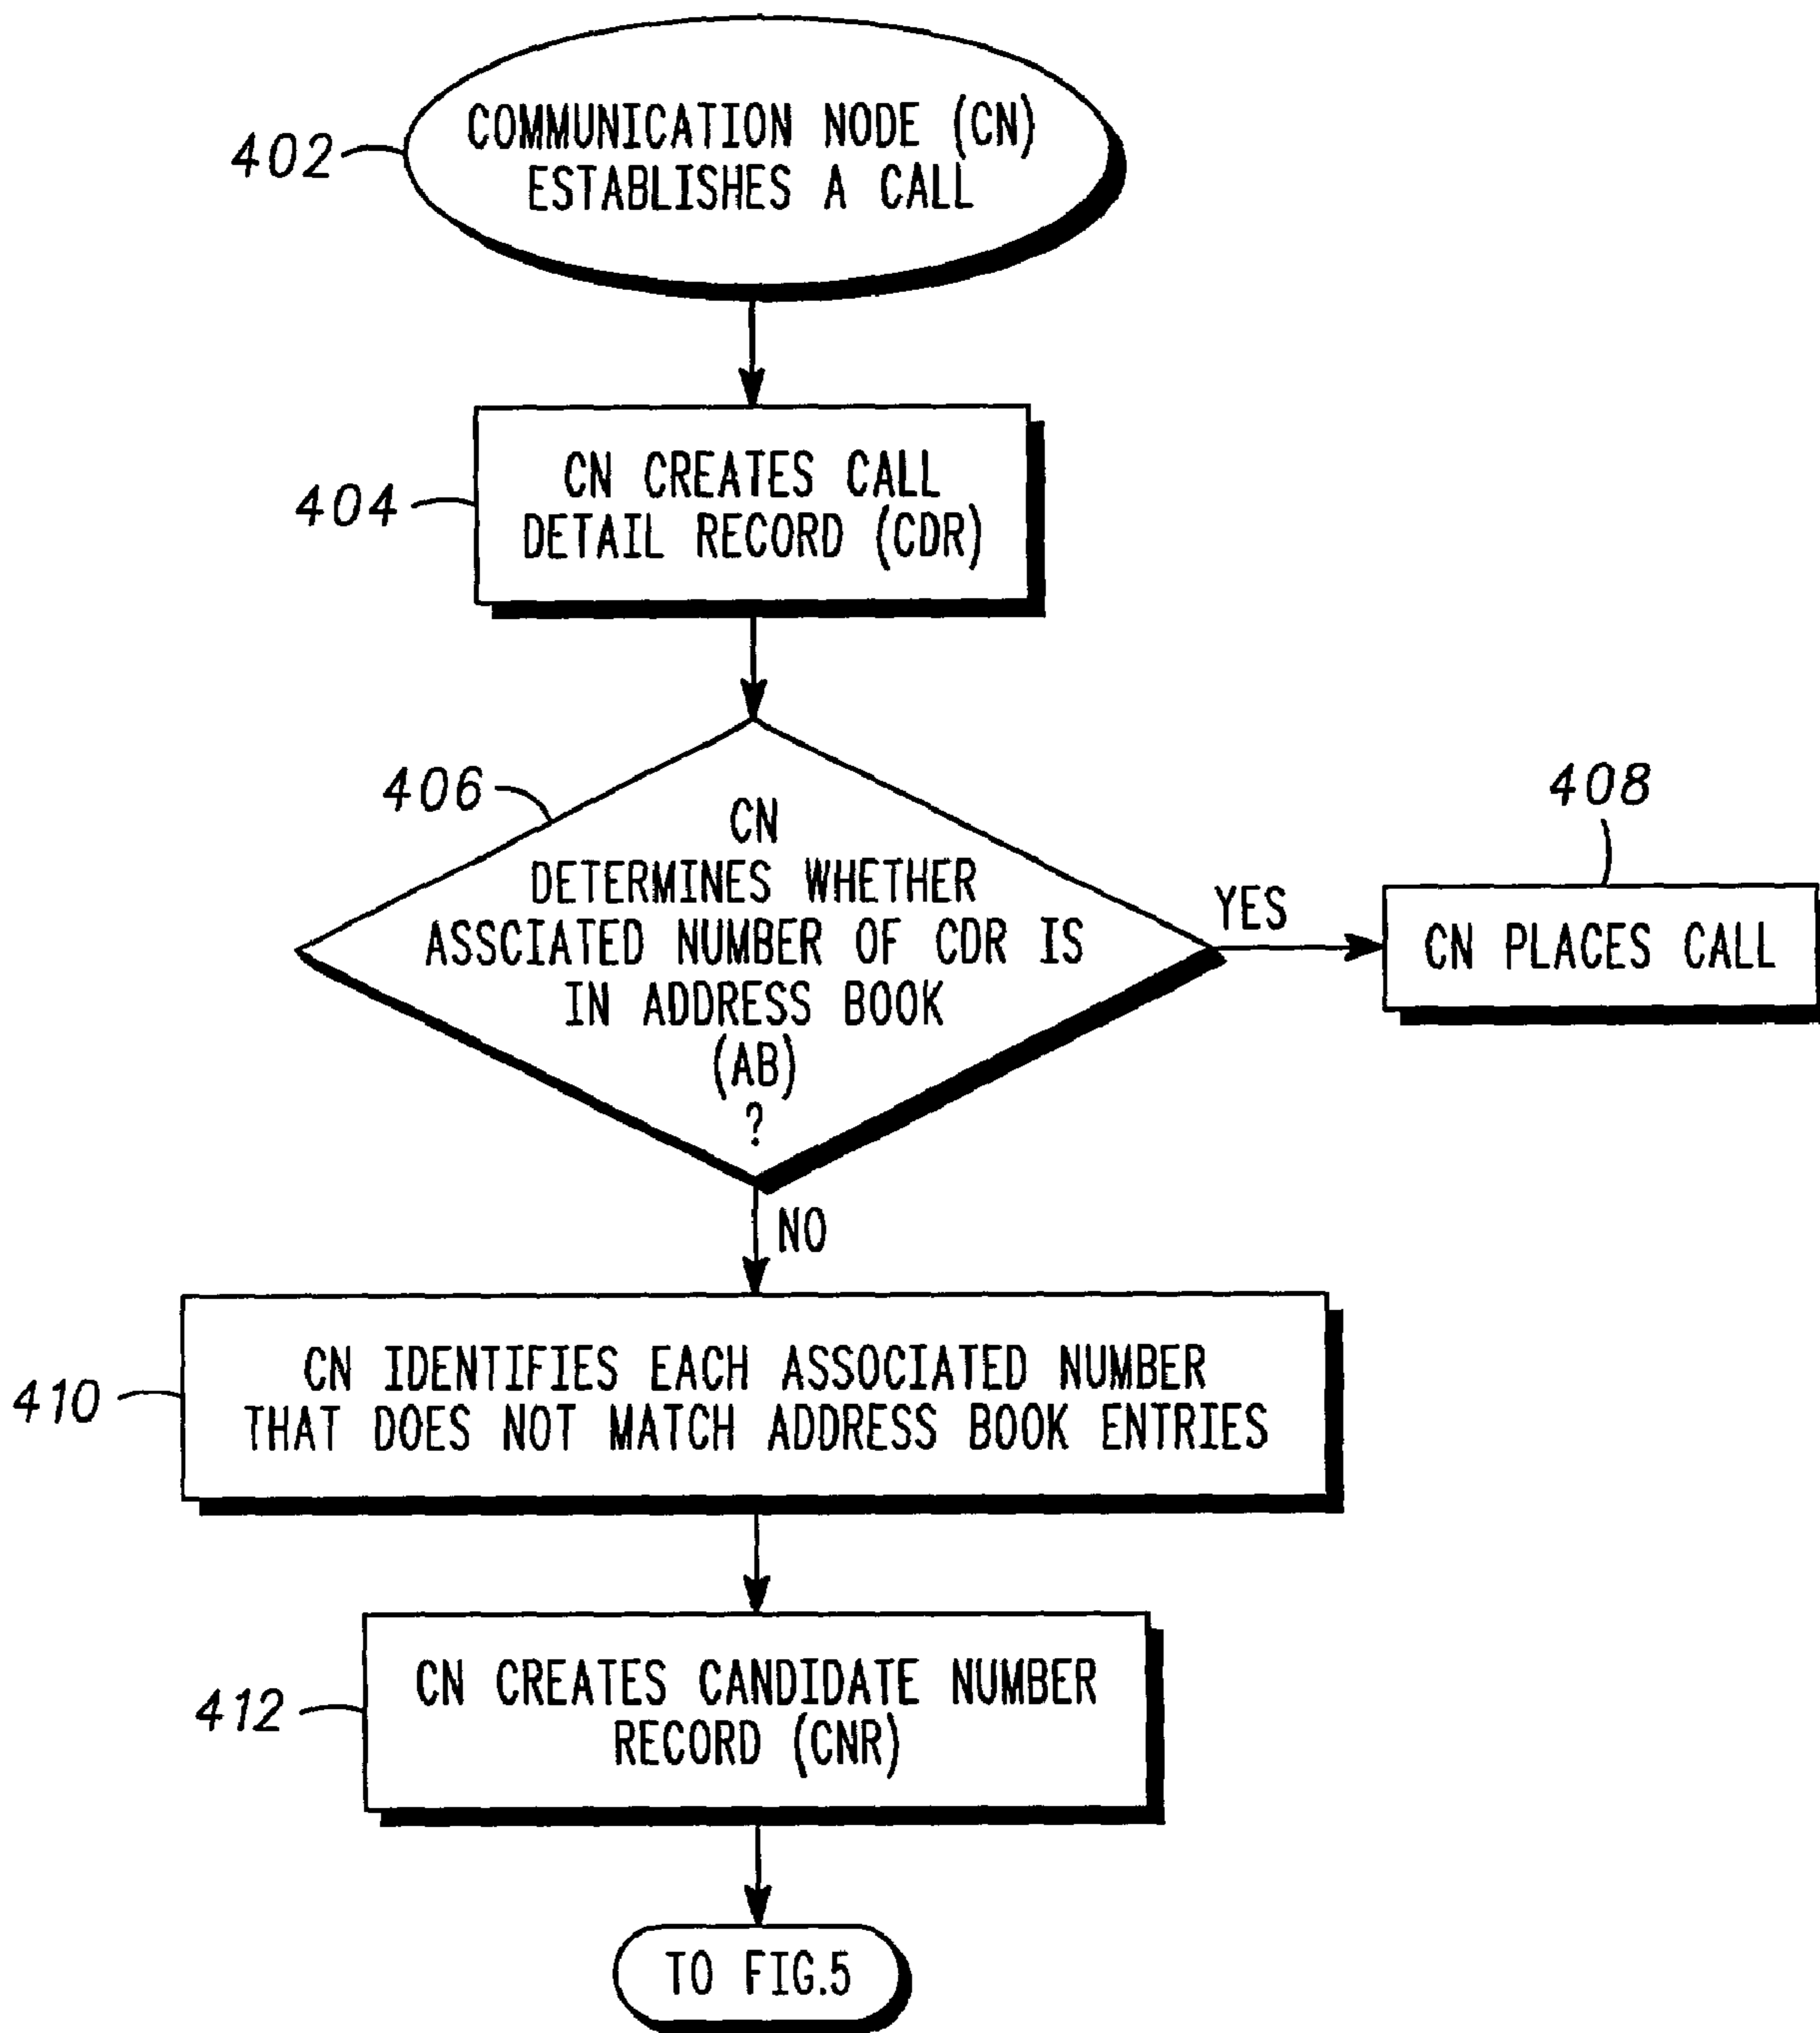 402
COMMUNICATION NODE (CN)
ESTABLISHES A CALL
404
CN CREATES CALL
DETAIL RECORD (CDR)
406
CN
DETERMINES WHETHER
ASSCIATED NUMBER OF CDR IS
IN ADDRESS BOOK
(AB)
?
YES
408
CN PLACES CALL
NO
410
CN IDENTIFIES EACH ASSOCIATED NUMBER
THAT DOES NOT MATCH ADDRESS BOOK ENTRIES
412
CN CREATES CANDIDATE NUMBER
RECORD (CNR)
TO FIG.5